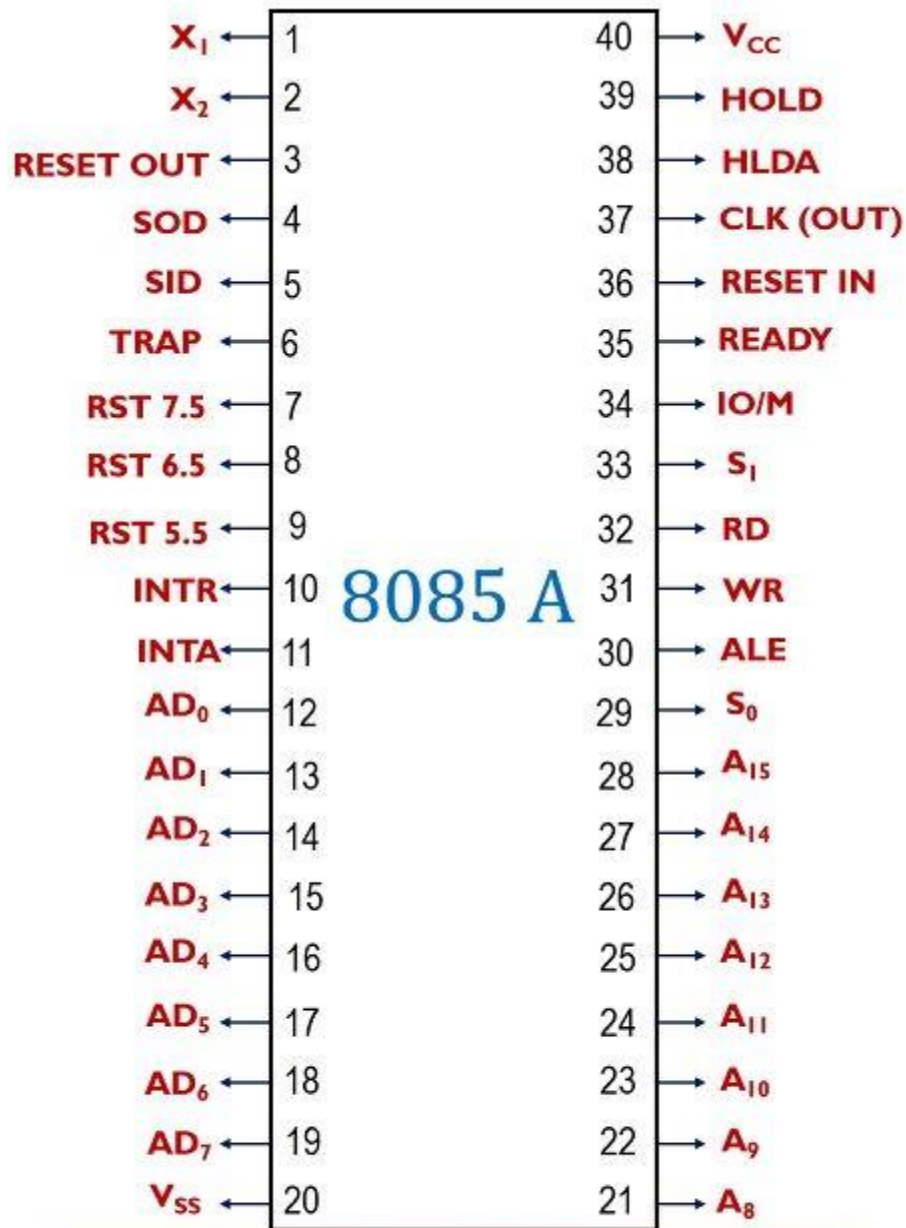 X₁ 1 40 V_CC
X₂ 2 39 HOLD
RESET OUT 3 38 HLDA
SOD 4 37 CLK (OUT)
SID 5 36 RESET IN
TRAP 6 35 READY
RST 7.5 7 34 IO/M
RST 6.5 8 33 S₁
RST 5.5 9 32 RD
INTR 10 8085 A 31 WR
INTA 11 30 ALE
AD₀ 12 29 S₀
AD₁ 13 28 A₁₅
AD₂ 14 27 A₁₄
AD₃ 15 26 A₁₃
AD₄ 16 25 A₁₂
AD₅ 17 24 A₁₁
AD₆ 18 23 A₁₀
AD₇ 19 22 A₉
V_SS 20 21 A₈